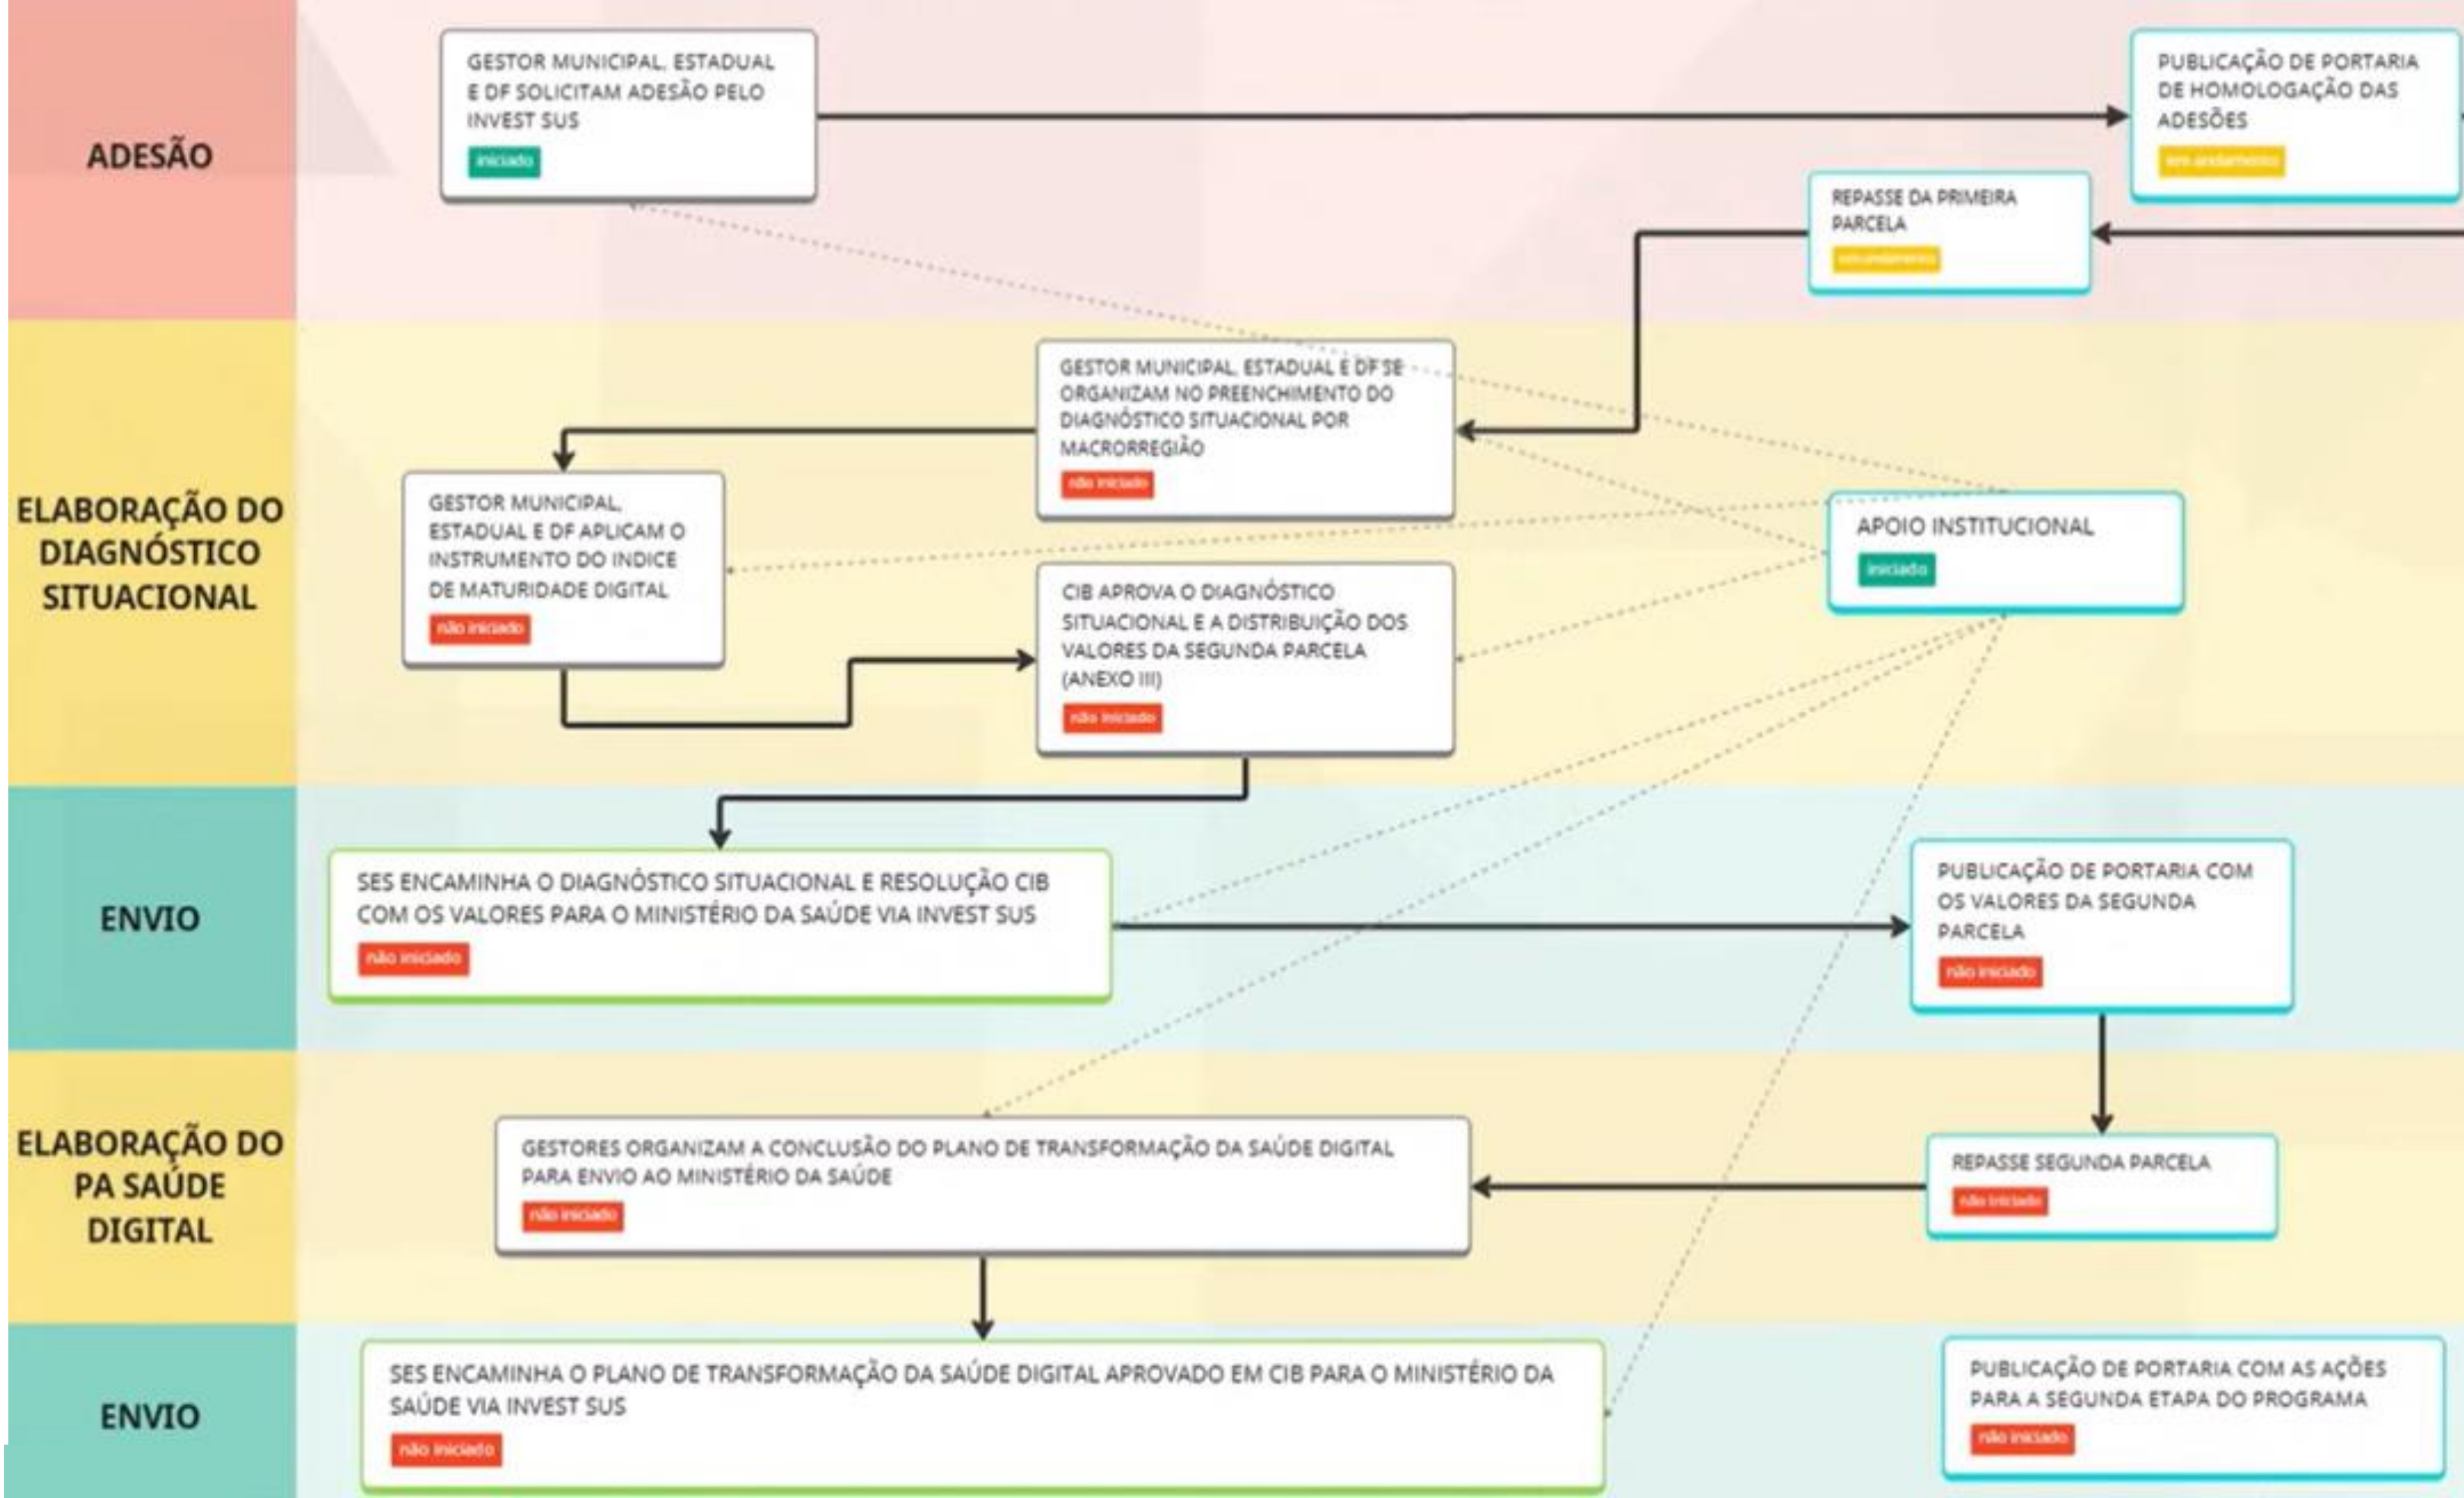 ADESÃO
GESTOR MUNICIPAL, ESTADUAL
E DF SOLICITAM ADESÃO PELO
INVEST SUS
iniciado
PUBLICAÇÃO DE PORTARIA
DE HOMOLOGAÇÃO DAS
ADESÕES
em andamento
REPASSE DA PRIMEIRA
PARCELA
em andamento
ELABORAÇÃO DO
DIAGNÓSTICO
SITUACIONAL
GESTOR MUNICIPAL, ESTADUAL E DF SE
ORGANIZAM NO PREENCHIMENTO DO
DIAGNÓSTICO SITUACIONAL POR
MACRORREGIÃO
não iniciado
GESTOR MUNICIPAL,
ESTADUAL E DF APLICAM O
INSTRUMENTO DO INDICE
DE MATURIDADE DIGITAL
não iniciado
APOIO INSTITUCIONAL
iniciado
CIB APROVA O DIAGNÓSTICO
SITUACIONAL E A DISTRIBUIÇÃO DOS
VALORES DA SEGUNDA PARCELA
(ANEXO III)
não iniciado
ENVIO
SES ENCAMINHA O DIAGNÓSTICO SITUACIONAL E RESOLUÇÃO CIB
COM OS VALORES PARA O MINISTÉRIO DA SAÚDE VIA INVEST SUS
não iniciado
PUBLICAÇÃO DE PORTARIA COM
OS VALORES DA SEGUNDA
PARCELA
não iniciado
ELABORAÇÃO DO
PA SAÚDE
DIGITAL
GESTORES ORGANIZAM A CONCLUSÃO DO PLANO DE TRANSFORMAÇÃO DA SAÚDE DIGITAL
PARA ENVIO AO MINISTÉRIO DA SAÚDE
não iniciado
REPASSE SEGUNDA PARCELA
não iniciado
ENVIO
SES ENCAMINHA O PLANO DE TRANSFORMAÇÃO DA SAÚDE DIGITAL APROVADO EM CIB PARA O MINISTÉRIO DA
SAÚDE VIA INVEST SUS
não iniciado
PUBLICAÇÃO DE PORTARIA COM AS AÇÕES
PARA A SEGUNDA ETAPA DO PROGRAMA
não iniciado